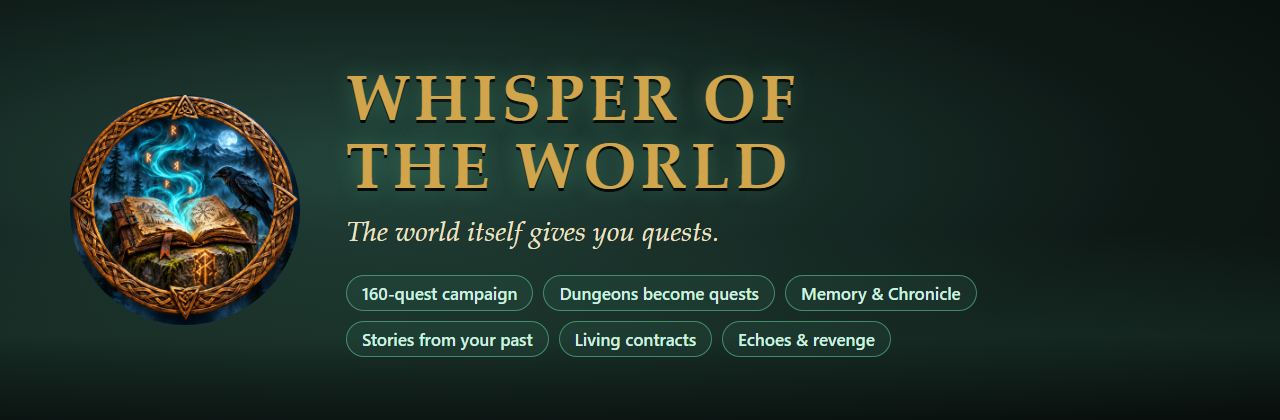 WHISPER OF
THE WORLD
The world itself gives you quests.
160-quest campaign
Dungeons become quests
Memory & Chronicle
Stories from your past
Living contracts
Echoes & revenge